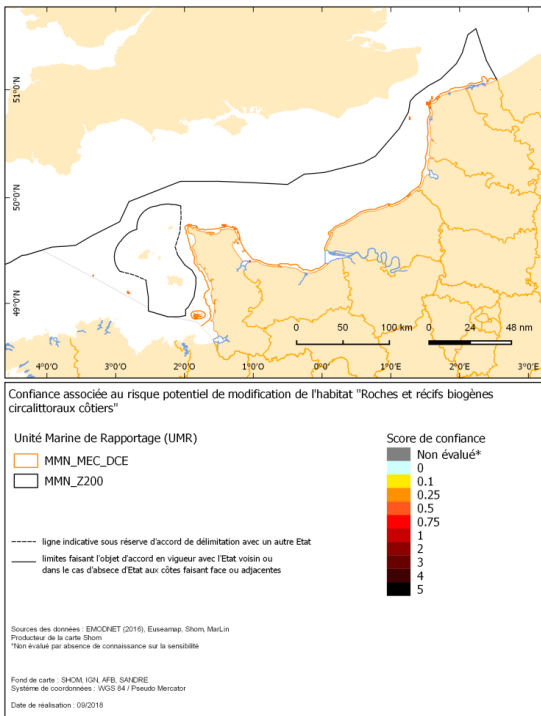 51°0'N
50°0'N
49°0'N
0 50 100 km 0 24 48 nm
4°0'O 3°0'O 2°0'O 1°0'O 0°0' 1°0'E 2°0'E 3°0'E
Confiance associée au risque potentiel de modification de l'habitat "Roches et récifs biogènes
circalittoraux côtiers"
Unité Marine de Rapportage (UMR)
MMN_MEC_DCE
MMN_Z200
ligne indicative sous réserve d'accord de délimitation avec un autre Etat
limites faisant l'objet d'accord en vigueur avec l'Etat voisin ou
dans le cas d'absece d'Etat aux côtes faisant face ou adjacentes
Score de confiance
Non évalué*
0
0.1
0.25
0.5
0.75
1
2
3
4
5
Sources des données : EMODNET (2016), Euseamap, Shom, MarLin
Producteur de la carte Shom
*Non évalué par absence de connaissance sur la sensibilité
Fond de carte : SHOM, IGN, AFB, SANDRE
Système de coordonnées : WGS 84 / Pseudo Mercator
Date de réalisation : 09/2018